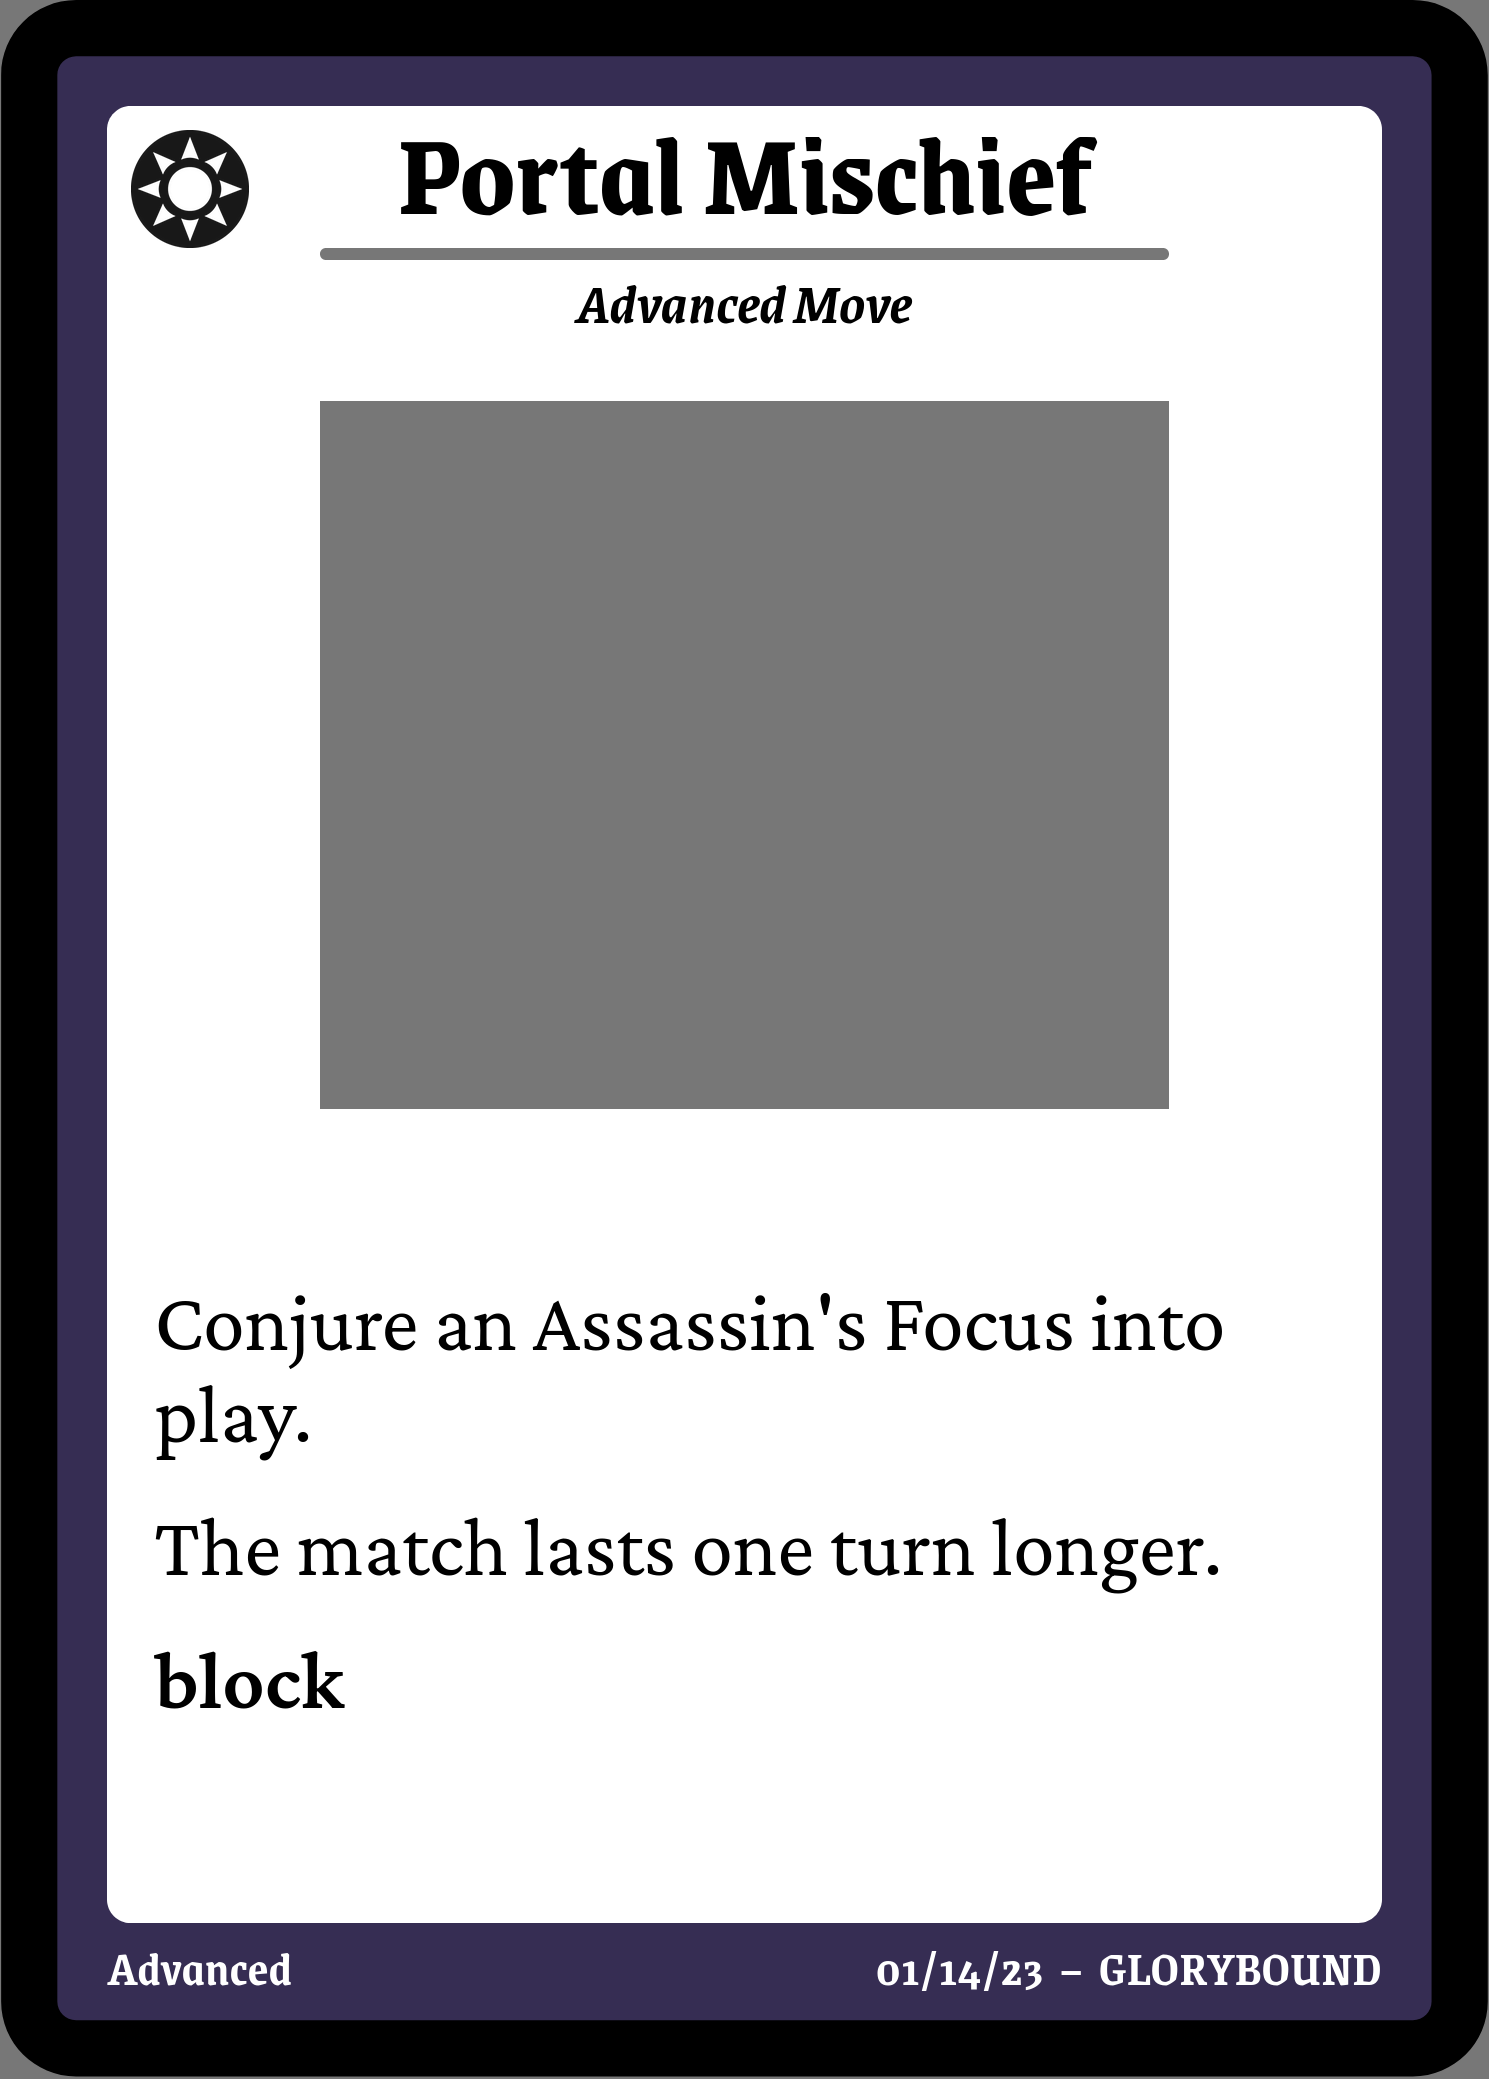 Portal Mischief
Advanced Move
Conjure an Assassin's Focus into
play.
The match lasts one turn longer.
block
Advanced
01/14/23 – GLORYBOUND